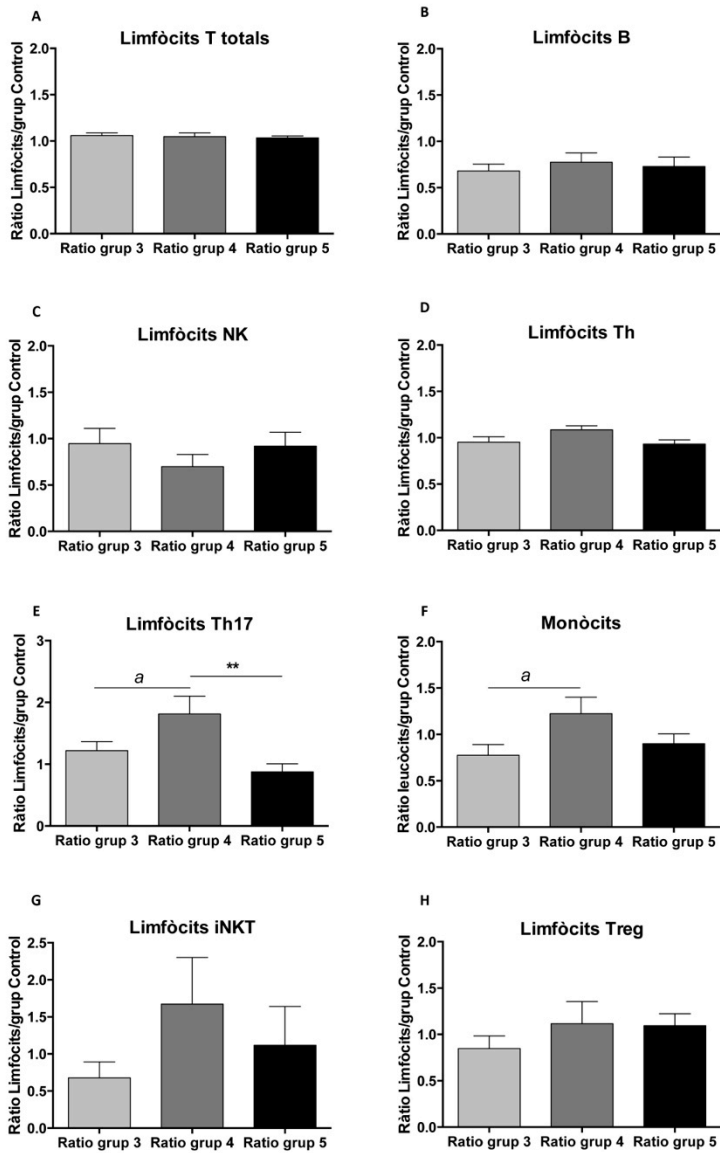 A
Limfòcits T totals
Ràtio Limfòcits/grup Control
2.0
1.5
1.0
0.5
0.0
Ratio grup 3 Ratio grup 4 Ratio grup 5
B
Limfòcits B
Ràtio Limfòcits/grup Control
2.0
1.5
1.0
0.5
0.0
Ratio grup 3 Ratio grup 4 Ratio grup 5
C
Limfòcits NK
Ràtio Limfòcits/grup Control
2.0
1.5
1.0
0.5
0.0
Ratio grup 3 Ratio grup 4 Ratio grup 5
D
Limfòcits Th
Ràtio Limfòcits/grup Control
2.0
1.5
1.0
0.5
0.0
Ratio grup 3 Ratio grup 4 Ratio grup 5
E
Limfòcits Th17
Ràtio Limfòcits/grup Control
3
2
1
0
a
**
Ratio grup 3 Ratio grup 4 Ratio grup 5
F
Monòcits
Ràtio leucòcits/grup Control
2.0
1.5
1.0
0.5
0.0
a
Ratio grup 3 Ratio grup 4 Ratio grup 5
G
Limfòcits iNKT
Ràtio Limfòcits/grup Control
2.5
2.0
1.5
1.0
0.5
0.0
Ratio grup 3 Ratio grup 4 Ratio grup 5
H
Limfòcits Treg
Ràtio Limfòcits/grup Control
2.0
1.5
1.0
0.5
0.0
Ratio grup 3 Ratio grup 4 Ratio grup 5